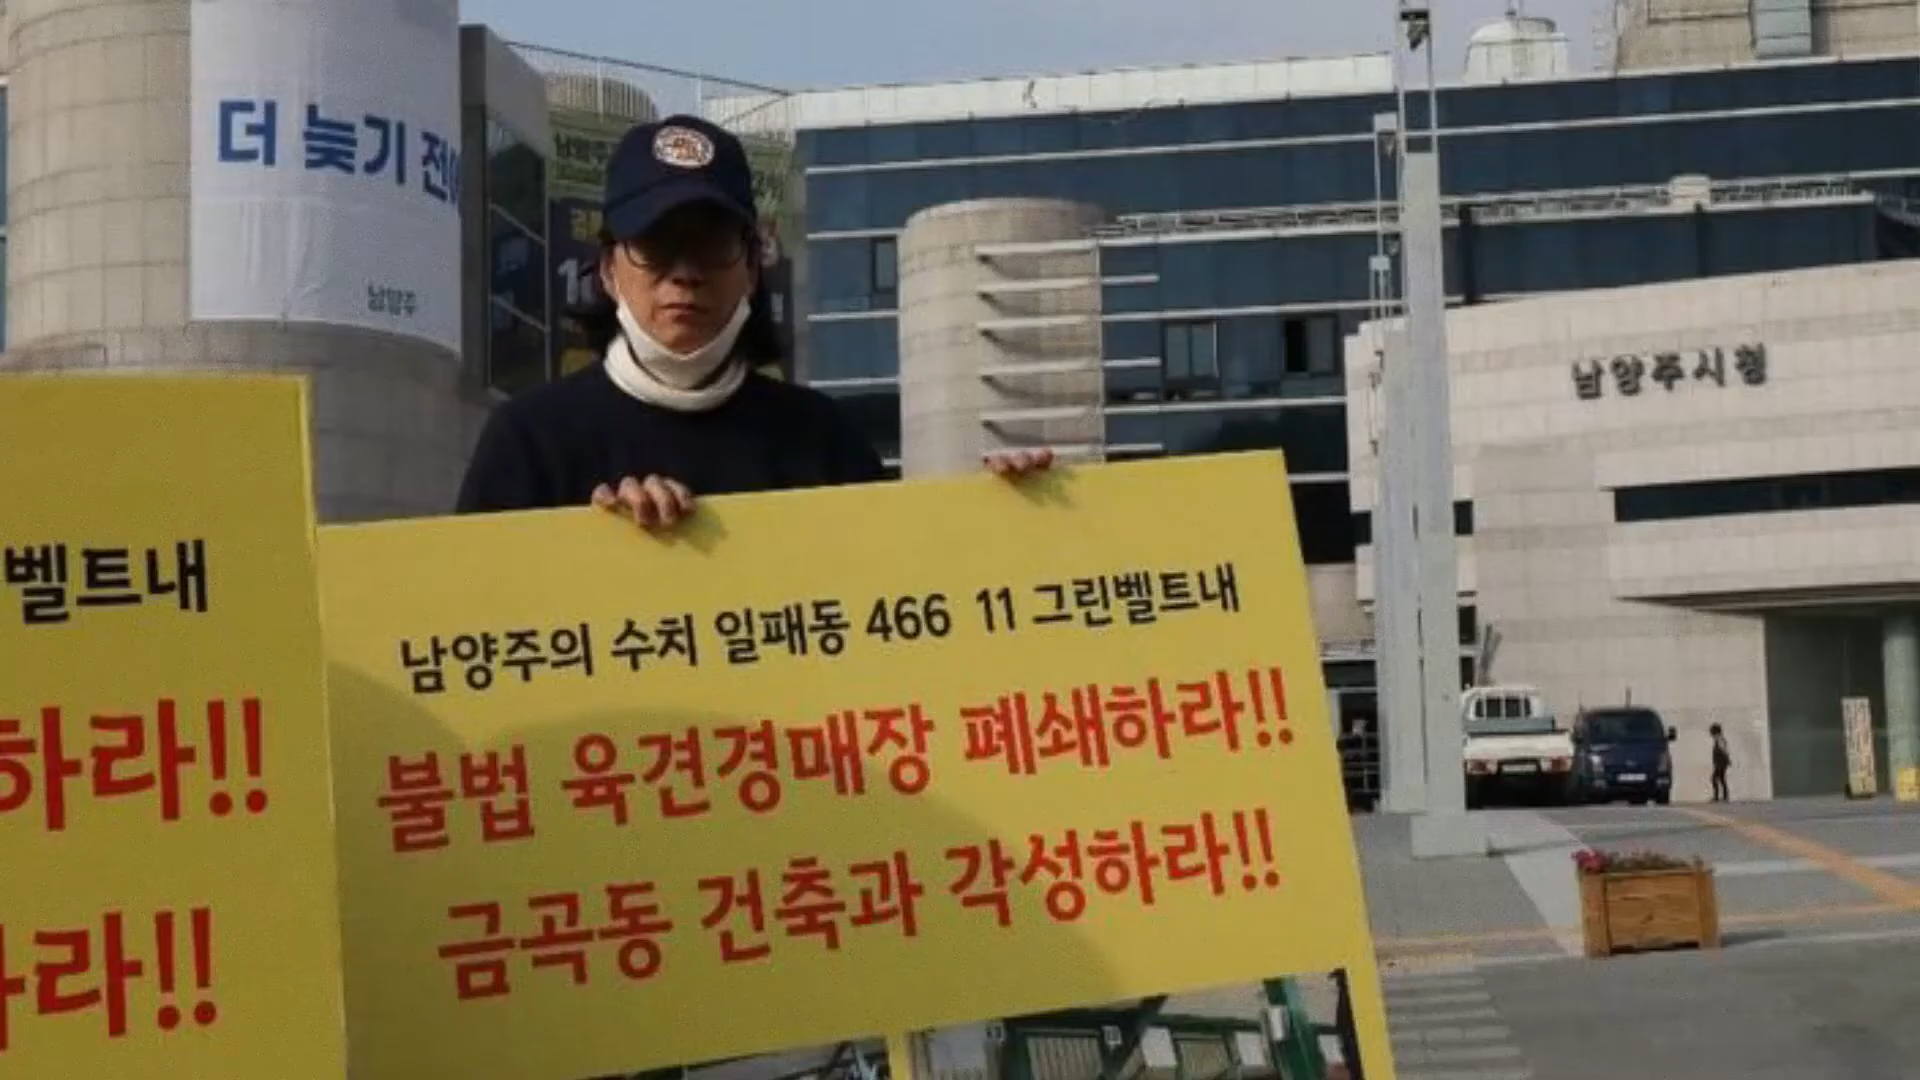 더 늦기 전에
남양주
남양주시청
벨트내
하라!!
라!!
남양주의 수치 일패동 466 11 그린벨트내
불법 육견경매장 폐쇄하라!!
금곡동 건축과 각성하라!!